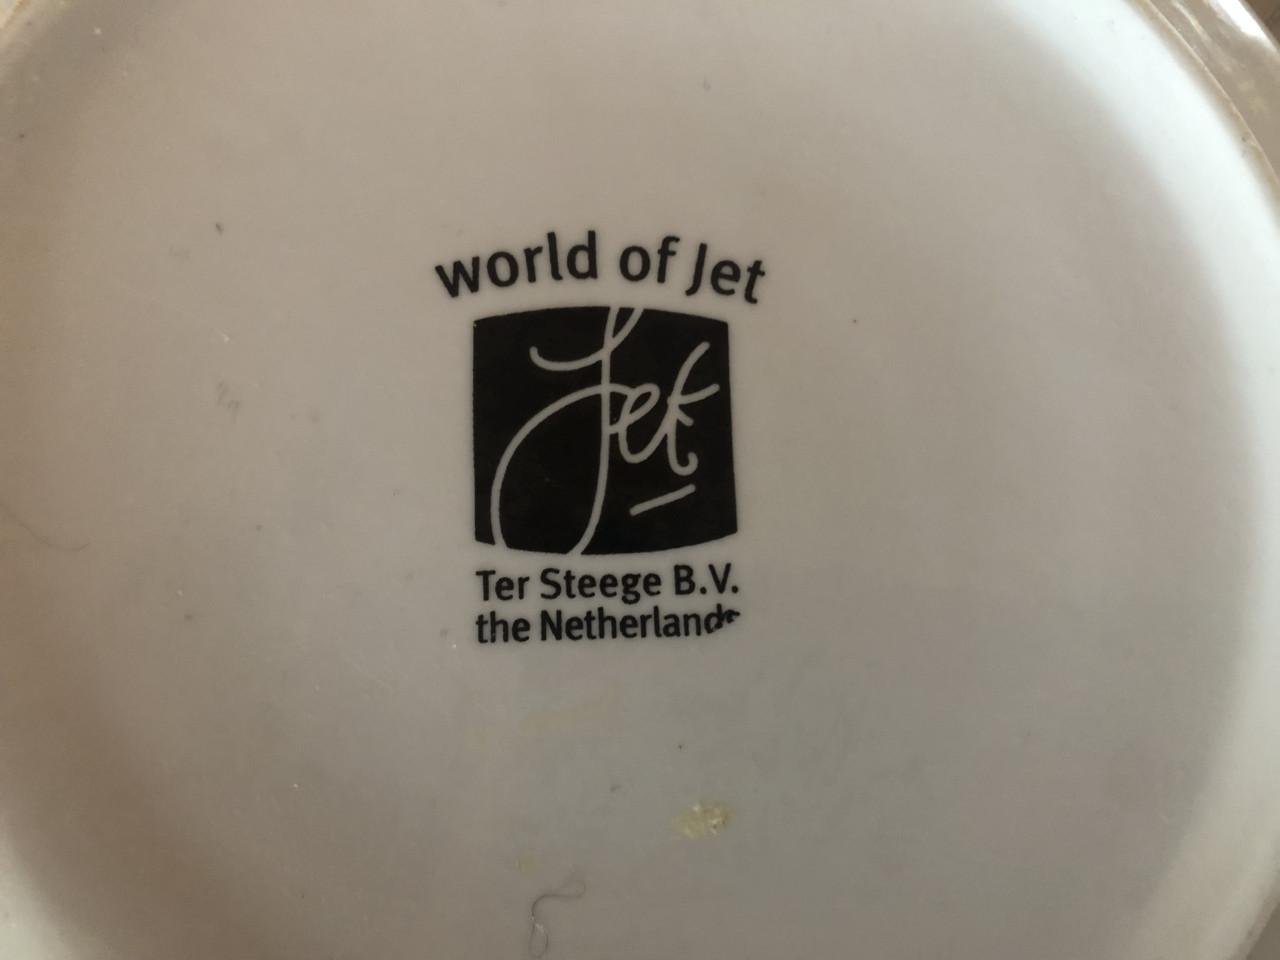 world of Jet
Jet
Ter Steege B.V.
the Netherlands